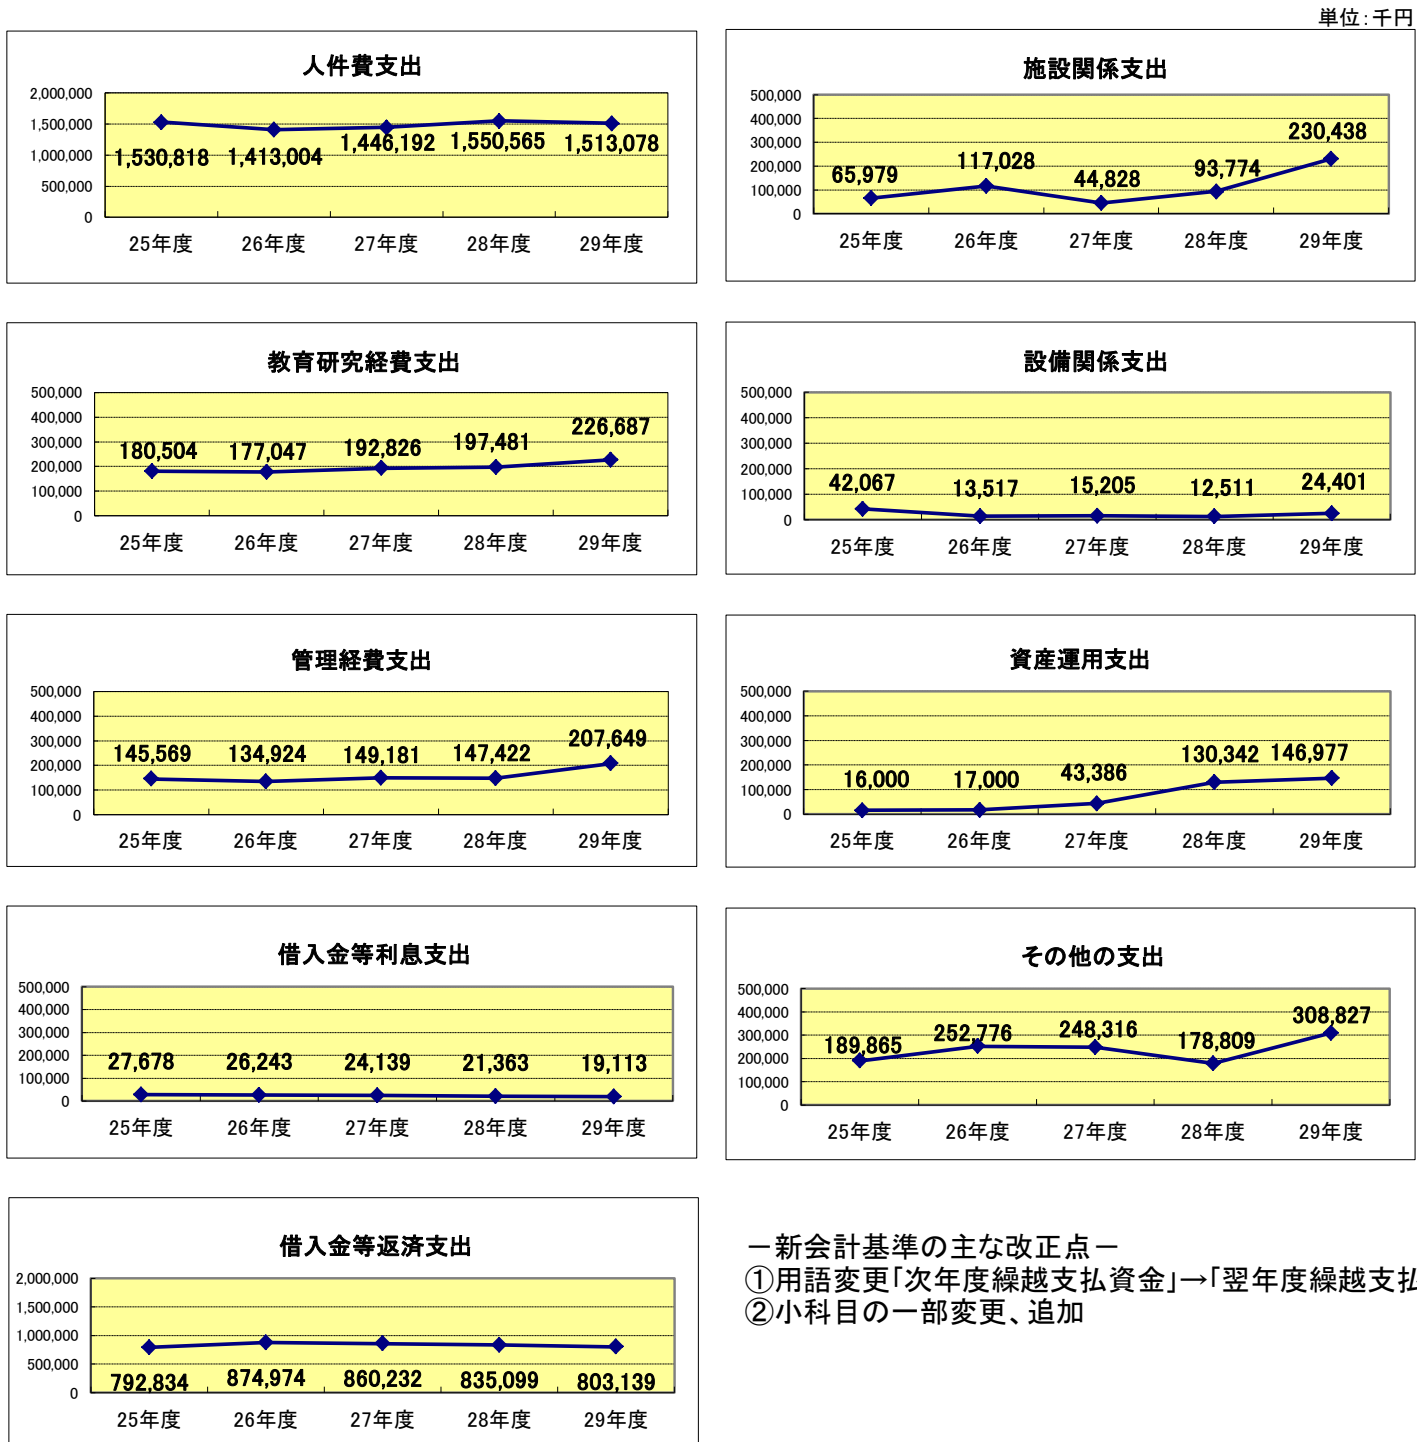 単位：千円
人件費支出
2,000,000
1,500,000
1,000,000
500,000
0
1,530,818 1,413,004 1,446,192 1,550,565 1,513,078
25年度 26年度 27年度 28年度 29年度
施設関係支出
500,000
400,000
300,000
200,000
100,000
0
65,979 117,028 44,828 93,774 230,438
25年度 26年度 27年度 28年度 29年度
教育研究経費支出
500,000
400,000
300,000
200,000
100,000
0
180,504 177,047 192,826 197,481 226,687
25年度 26年度 27年度 28年度 29年度
設備関係支出
500,000
400,000
300,000
200,000
100,000
0
42,067 13,517 15,205 12,511 24,401
25年度 26年度 27年度 28年度 29年度
管理経費支出
500,000
400,000
300,000
200,000
100,000
0
145,569 134,924 149,181 147,422 207,649
25年度 26年度 27年度 28年度 29年度
資産運用支出
500,000
400,000
300,000
200,000
100,000
0
16,000 17,000 43,386 130,342 146,977
25年度 26年度 27年度 28年度 29年度
借入金等利息支出
500,000
400,000
300,000
200,000
100,000
0
27,678 26,243 24,139 21,363 19,113
25年度 26年度 27年度 28年度 29年度
その他の支出
500,000
400,000
300,000
200,000
100,000
0
189,865 252,776 248,316 178,809 308,827
25年度 26年度 27年度 28年度 29年度
借入金等返済支出
2,000,000
1,500,000
1,000,000
500,000
0
792,834 874,974 860,232 835,099 803,139
25年度 26年度 27年度 28年度 29年度
－新会計基準の主な改正点－
①用語変更「次年度繰越支払資金」→「翌年度繰越支払
②小科目の一部変更、追加